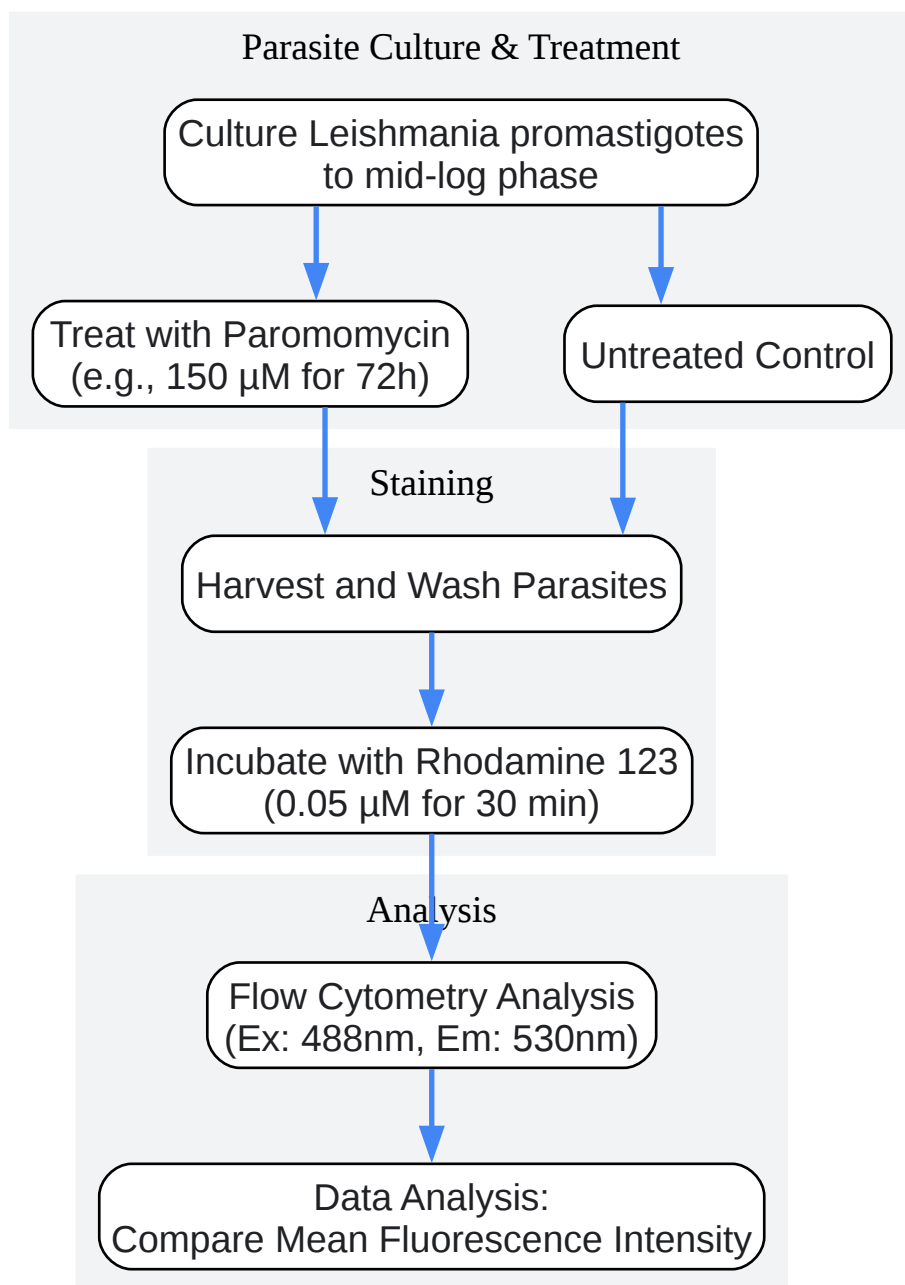 Parasite Culture & Treatment
Culture Leishmania promastigotes
to mid-log phase
Treat with Paromomycin
(e.g., 150 µM for 72h)
Untreated Control
Staining
Harvest and Wash Parasites
Incubate with Rhodamine 123
(0.05 µM for 30 min)
Analysis
Flow Cytometry Analysis
(Ex: 488nm, Em: 530nm)
Data Analysis:
Compare Mean Fluorescence Intensity